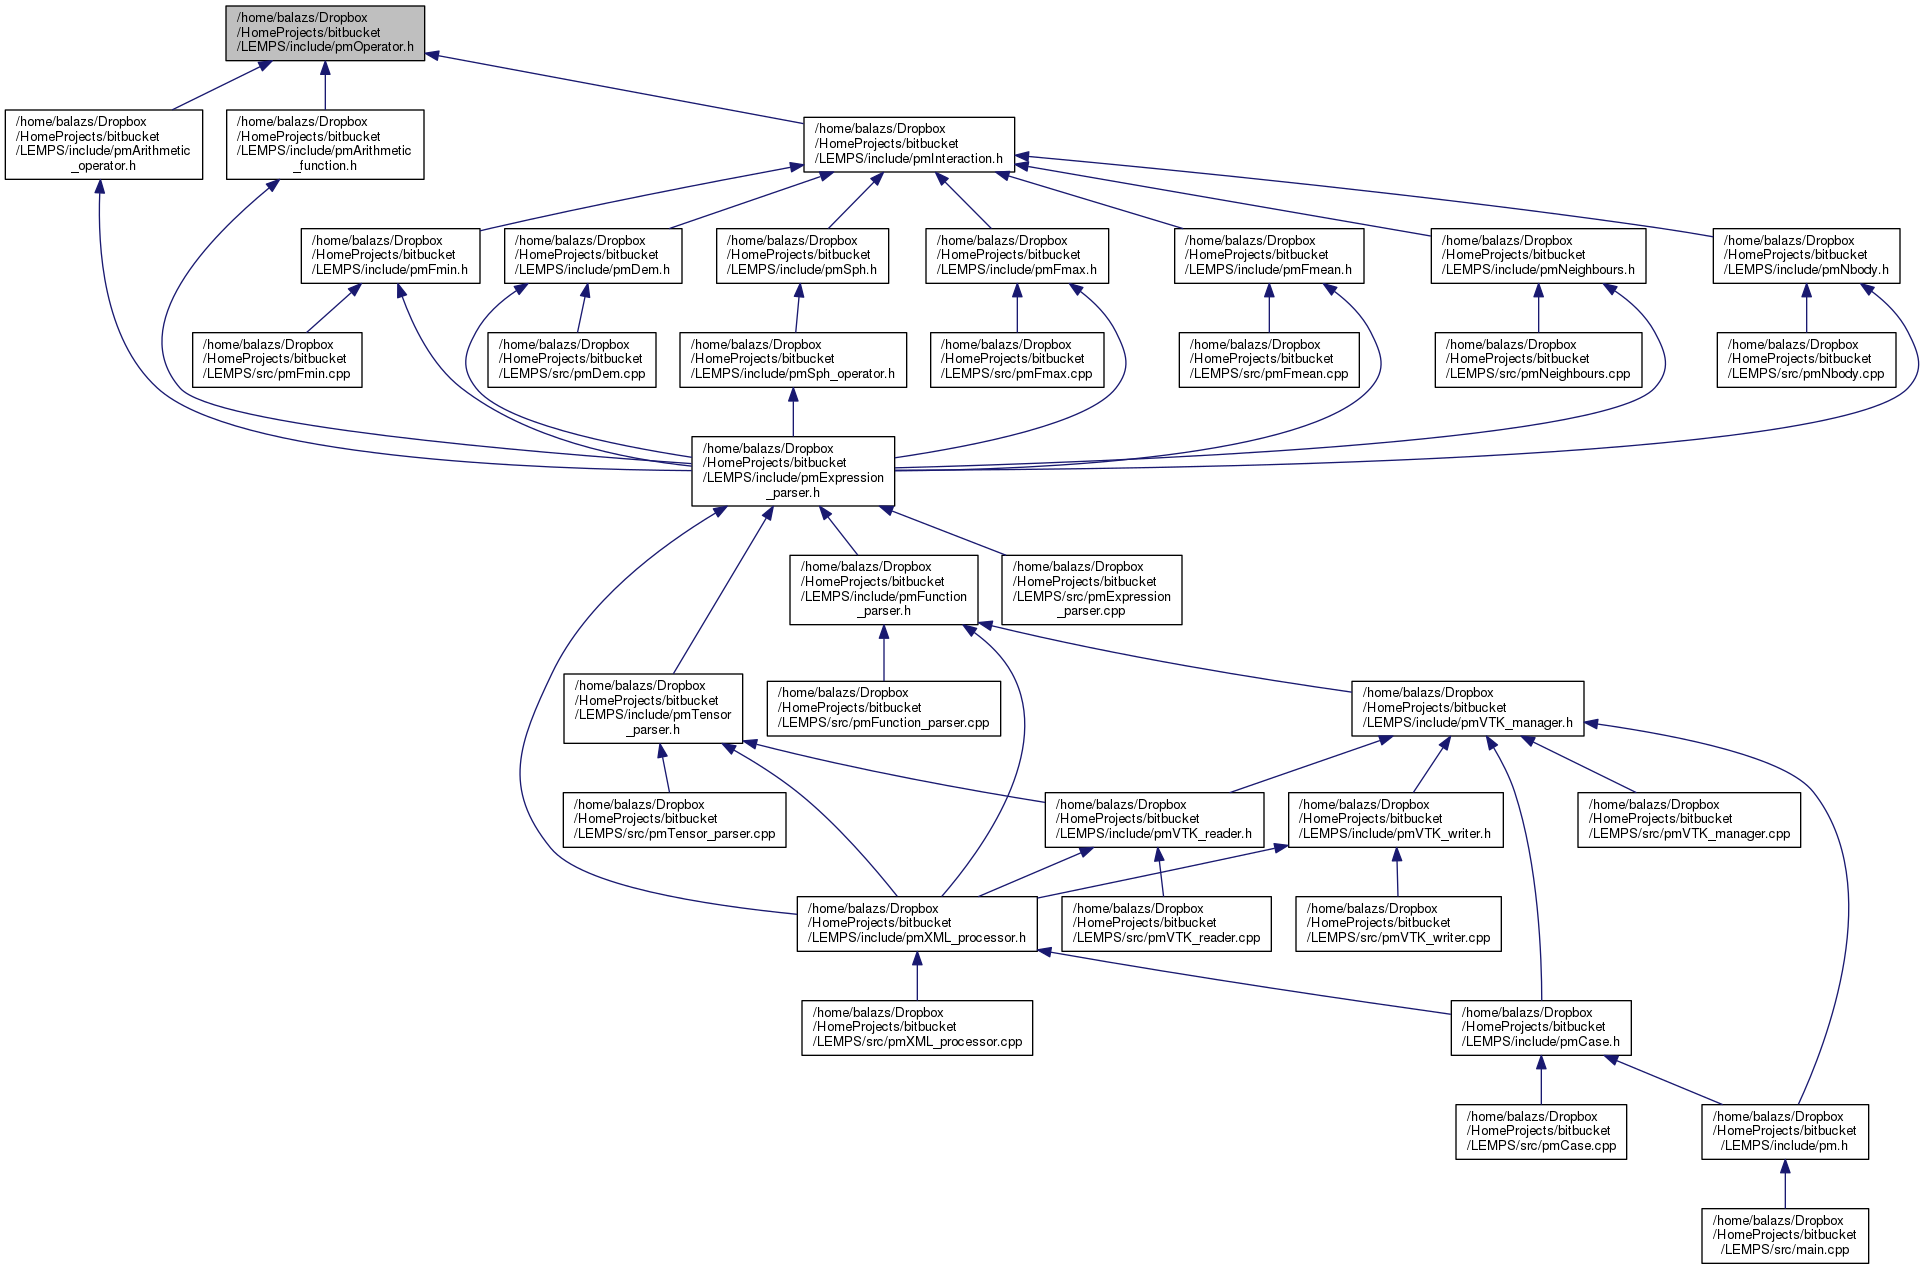 /home/balazs/Dropbox
/HomeProjects/bitbucket
/LEMPS/include/pmOperator.h
/home/balazs/Dropbox
/HomeProjects/bitbucket
/LEMPS/include/pmArithmetic
_operator.h
/home/balazs/Dropbox
/HomeProjects/bitbucket
/LEMPS/include/pmArithmetic
_function.h
/home/balazs/Dropbox
/HomeProjects/bitbucket
/LEMPS/include/pmInteraction.h
/home/balazs/Dropbox
/HomeProjects/bitbucket
/LEMPS/include/pmFmin.h
/home/balazs/Dropbox
/HomeProjects/bitbucket
/LEMPS/include/pmDem.h
/home/balazs/Dropbox
/HomeProjects/bitbucket
/LEMPS/include/pmSph.h
/home/balazs/Dropbox
/HomeProjects/bitbucket
/LEMPS/include/pmFmax.h
/home/balazs/Dropbox
/HomeProjects/bitbucket
/LEMPS/include/pmFmean.h
/home/balazs/Dropbox
/HomeProjects/bitbucket
/LEMPS/include/pmNeighbours.h
/home/balazs/Dropbox
/HomeProjects/bitbucket
/LEMPS/include/pmNbody.h
/home/balazs/Dropbox
/HomeProjects/bitbucket
/LEMPS/src/pmFmin.cpp
/home/balazs/Dropbox
/HomeProjects/bitbucket
/LEMPS/src/pmDem.cpp
/home/balazs/Dropbox
/HomeProjects/bitbucket
/LEMPS/include/pmSph_operator.h
/home/balazs/Dropbox
/HomeProjects/bitbucket
/LEMPS/src/pmFmax.cpp
/home/balazs/Dropbox
/HomeProjects/bitbucket
/LEMPS/src/pmFmean.cpp
/home/balazs/Dropbox
/HomeProjects/bitbucket
/LEMPS/src/pmNeighbours.cpp
/home/balazs/Dropbox
/HomeProjects/bitbucket
/LEMPS/src/pmNbody.cpp
/home/balazs/Dropbox
/HomeProjects/bitbucket
/LEMPS/include/pmExpression
_parser.h
/home/balazs/Dropbox
/HomeProjects/bitbucket
/LEMPS/include/pmFunction
_parser.h
/home/balazs/Dropbox
/HomeProjects/bitbucket
/LEMPS/src/pmExpression
_parser.cpp
/home/balazs/Dropbox
/HomeProjects/bitbucket
/LEMPS/include/pmTensor
_parser.h
/home/balazs/Dropbox
/HomeProjects/bitbucket
/LEMPS/src/pmFunction_parser.cpp
/home/balazs/Dropbox
/HomeProjects/bitbucket
/LEMPS/include/pmVTK_manager.h
/home/balazs/Dropbox
/HomeProjects/bitbucket
/LEMPS/src/pmTensor_parser.cpp
/home/balazs/Dropbox
/HomeProjects/bitbucket
/LEMPS/include/pmVTK_reader.h
/home/balazs/Dropbox
/HomeProjects/bitbucket
/LEMPS/include/pmVTK_writer.h
/home/balazs/Dropbox
/HomeProjects/bitbucket
/LEMPS/src/pmVTK_manager.cpp
/home/balazs/Dropbox
/HomeProjects/bitbucket
/LEMPS/include/pmXML_processor.h
/home/balazs/Dropbox
/HomeProjects/bitbucket
/LEMPS/src/pmVTK_reader.cpp
/home/balazs/Dropbox
/HomeProjects/bitbucket
/LEMPS/src/pmVTK_writer.cpp
/home/balazs/Dropbox
/HomeProjects/bitbucket
/LEMPS/src/pmXML_processor.cpp
/home/balazs/Dropbox
/HomeProjects/bitbucket
/LEMPS/include/pmCase.h
/home/balazs/Dropbox
/HomeProjects/bitbucket
/LEMPS/src/pmCase.cpp
/home/balazs/Dropbox
/HomeProjects/bitbucket
/LEMPS/include/pm.h
/home/balazs/Dropbox
/HomeProjects/bitbucket
/LEMPS/src/main.cpp